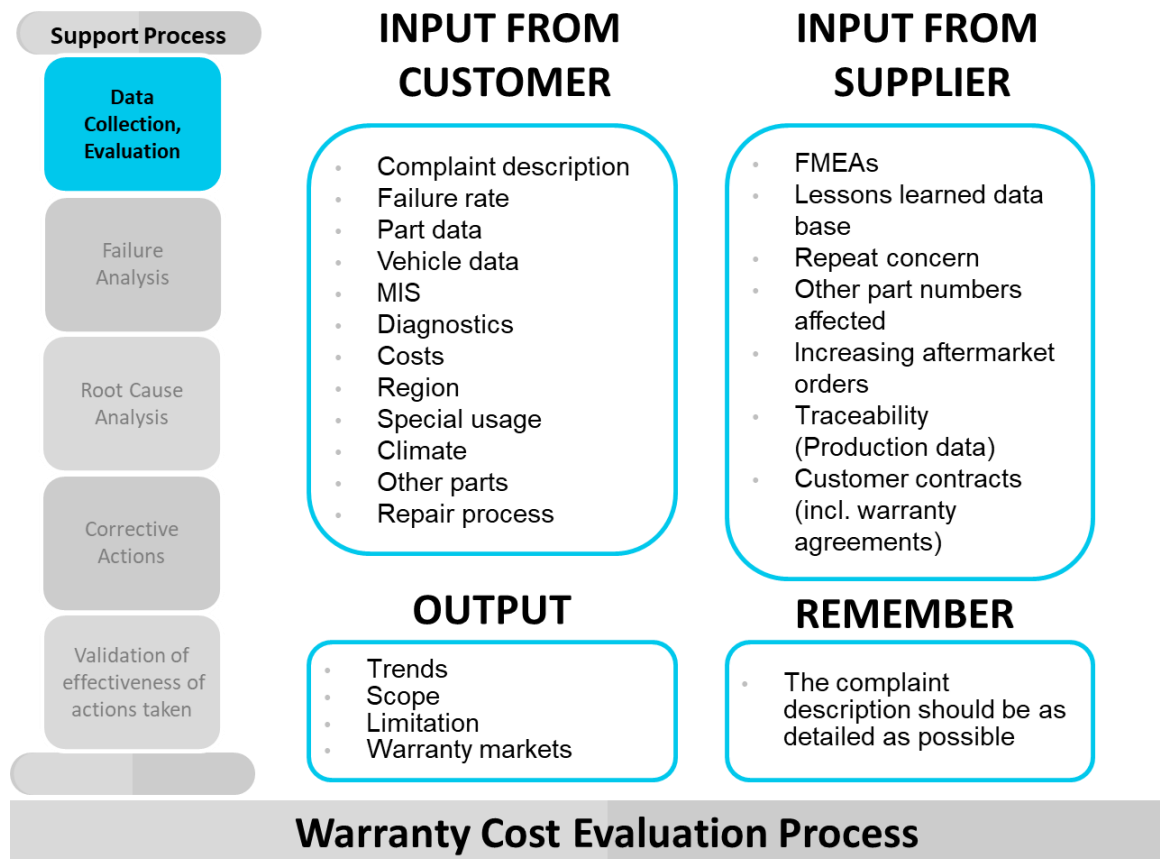 Support Process
Data
Collection,
Evaluation
Failure
Analysis
Root Cause
Analysis
Corrective
Actions
Validation of
effectiveness of
actions taken
INPUT FROM
CUSTOMER
• Complaint description
• Failure rate
• Part data
• Vehicle data
• MIS
• Diagnostics
• Costs
• Region
• Special usage
• Climate
• Other parts
• Repair process
INPUT FROM
SUPPLIER
• FMEAs
• Lessons learned data
base
• Repeat concern
• Other part numbers
affected
• Increasing aftermarket
orders
• Traceability
(Production data)
• Customer contracts
(incl. warranty
agreements)
OUTPUT
• Trends
• Scope
• Limitation
• Warranty markets
REMEMBER
• The complaint
description should be as
detailed as possible
Warranty Cost Evaluation Process